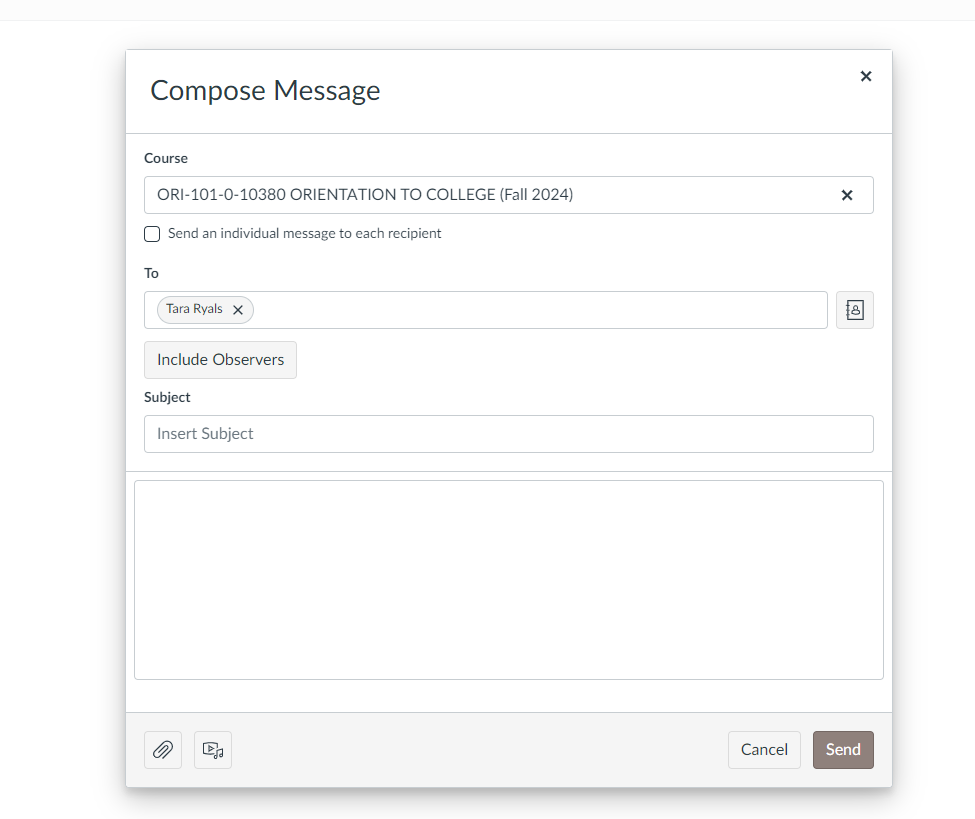 Compose Message
Course
ORI-101-0-10380 ORIENTATION TO COLLEGE (Fall 2024)
Send an individual message to each recipient
To
Tara Ryals
Include Observers
Subject
Insert Subject
Cancel Send